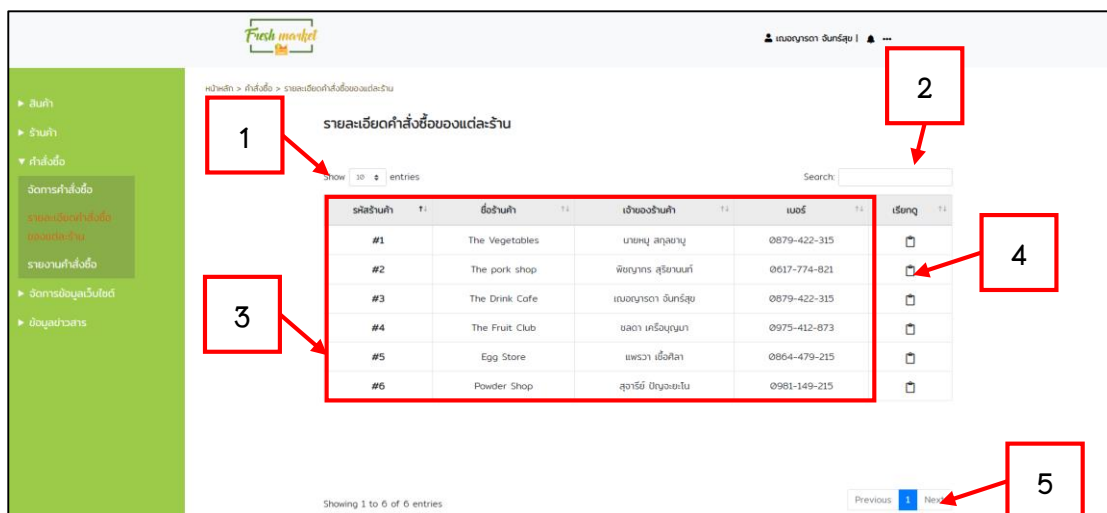 Fresh market
เฌอญารดา จันทร์สุข |
หน้าหลัก > คำสั่งซื้อ > รายละเอียดคำสั่งซื้อของแต่ละร้าน
2
สินค้า
ร้านค้า
คำสั่งซื้อ
จัดการคำสั่งซื้อ
รายละเอียดคำสั่งซื้อ
ของแต่ละร้าน
รายงานคำสั่งซื้อ
จัดการข้อมูลเว็บไซต์
ข้อมูลข่าวสาร
1
รายละเอียดคำสั่งซื้อของแต่ละร้าน
Show 10 entries Search:
รหัสร้านค้า ชื่อร้านค้า เจ้าของร้านค้า เบอร์ เรียกดู
#1 The Vegetables นายหมู สกุลขาบู 0879-422-315
#2 The pork shop พิชญากร สุริยานนท์ 0617-774-821
4
#3 The Drink Cafe เฌอญารดา จันทร์สุข 0879-422-315
3
#4 The Fruit Club ชลดา เครือบุญมา 0975-412-873
#5 Egg Store แพรวา เชื้อศิลา 0864-479-215
#6 Powder Shop สุจารีย์ ปัญจะยะโน 0981-149-215
Showing 1 to 6 of 6 entries
Previous 1 Next
5